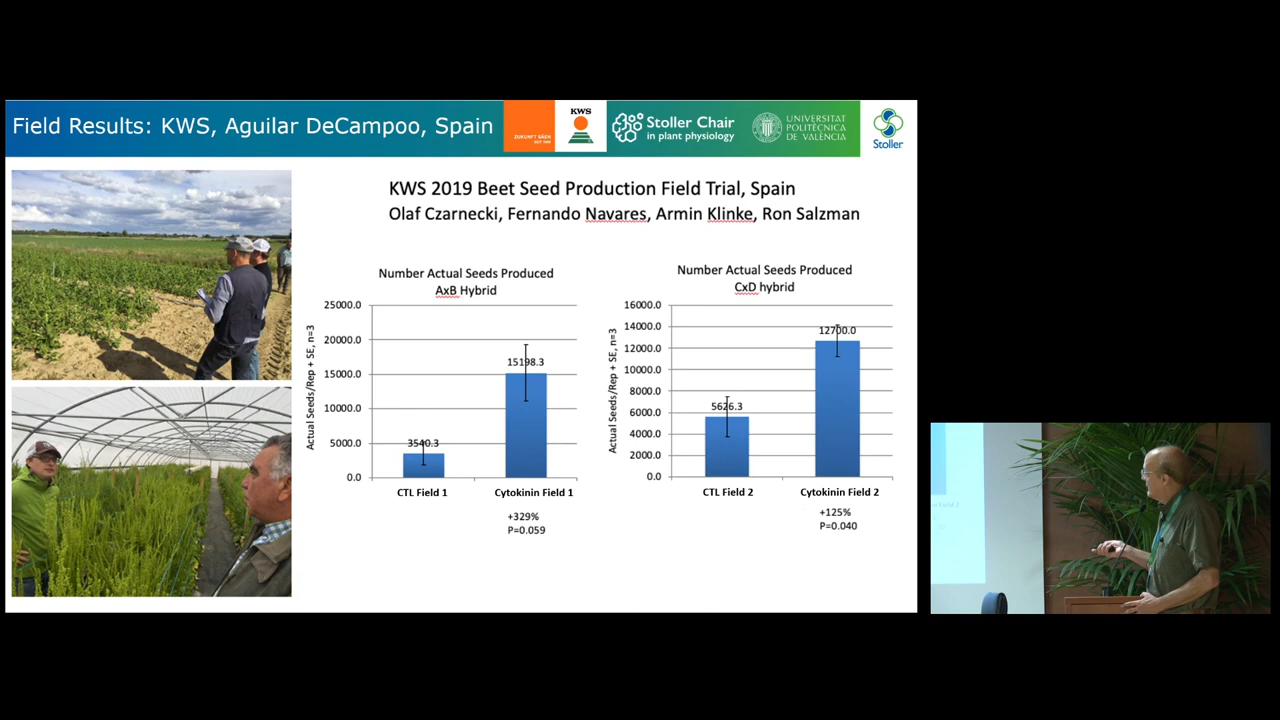 Field Results: KWS, Aguilar DeCampoo, Spain
ZUKUNFT SÄEN
SEIT 1856
KWS
Stoller Chair
in plant physiology
UNIVERSITAT
POLITÈCNICA
DE VALÈNCIA
Stoller
KWS 2019 Beet Seed Production Field Trial, Spain
Olaf Czarnecki, Fernando Navares, Armin Klinke, Ron Salzman
Number Actual Seeds Produced
AxB Hybrid
Actual Seeds/Rep + SE, n=3
25000.0
20000.0
15000.0
10000.0
5000.0
0.0
3540.3
15198.3
CTL Field 1
Cytokinin Field 1
+329%
P=0.059
Number Actual Seeds Produced
CxD hybrid
Actual Seeds/Rep + SE, n=3
16000.0
14000.0
12000.0
10000.0
8000.0
6000.0
4000.0
2000.0
0.0
5626.3
12700.0
CTL Field 2
Cytokinin Field 2
+125%
P=0.040